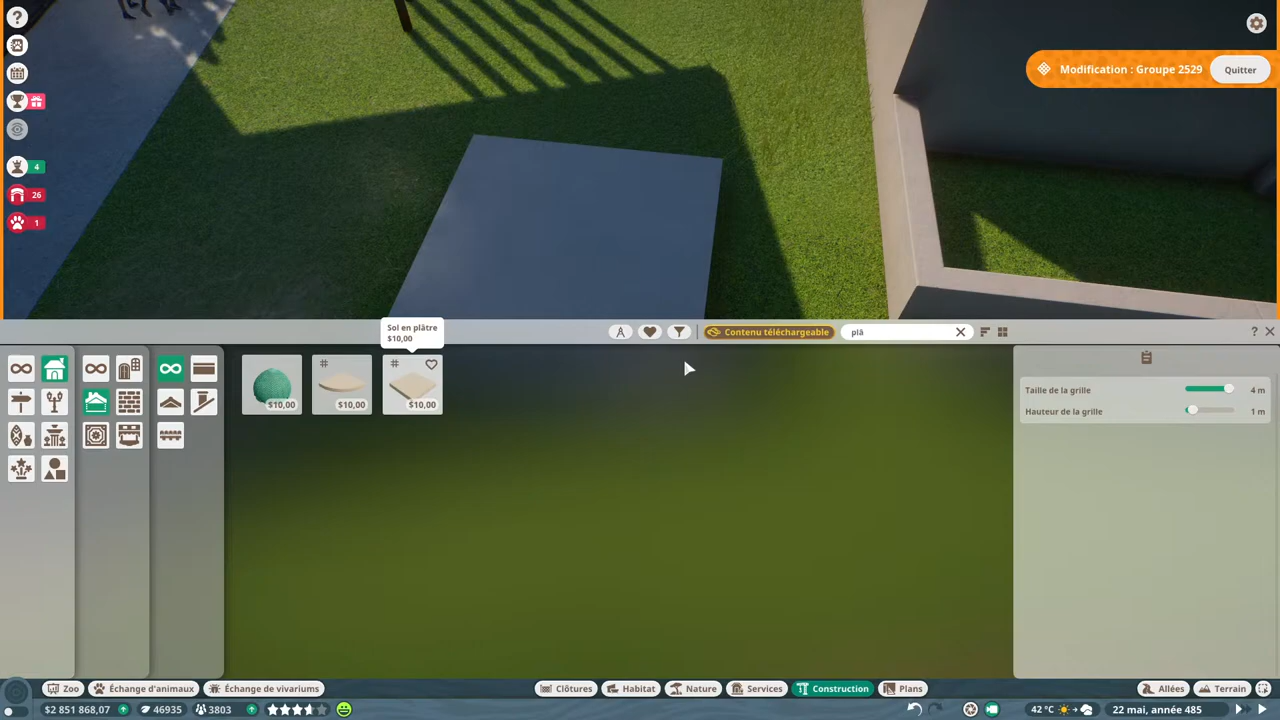 ?
Modification : Groupe 2529
Quitter
4
26
1
Sol en plâtre
$10,00
Contenu téléchargeable
plâ
?
$10,00
$10,00
$10,00
Taille de la grille
4 m
Hauteur de la grille
1 m
Zoo
Échange d'animaux
Échange de vivariums
Clôtures
Habitat
Nature
Services
Construction
Plans
Allées
Terrain
$2 851 868,07
46935
3803
42 °C
22 mai, année 485